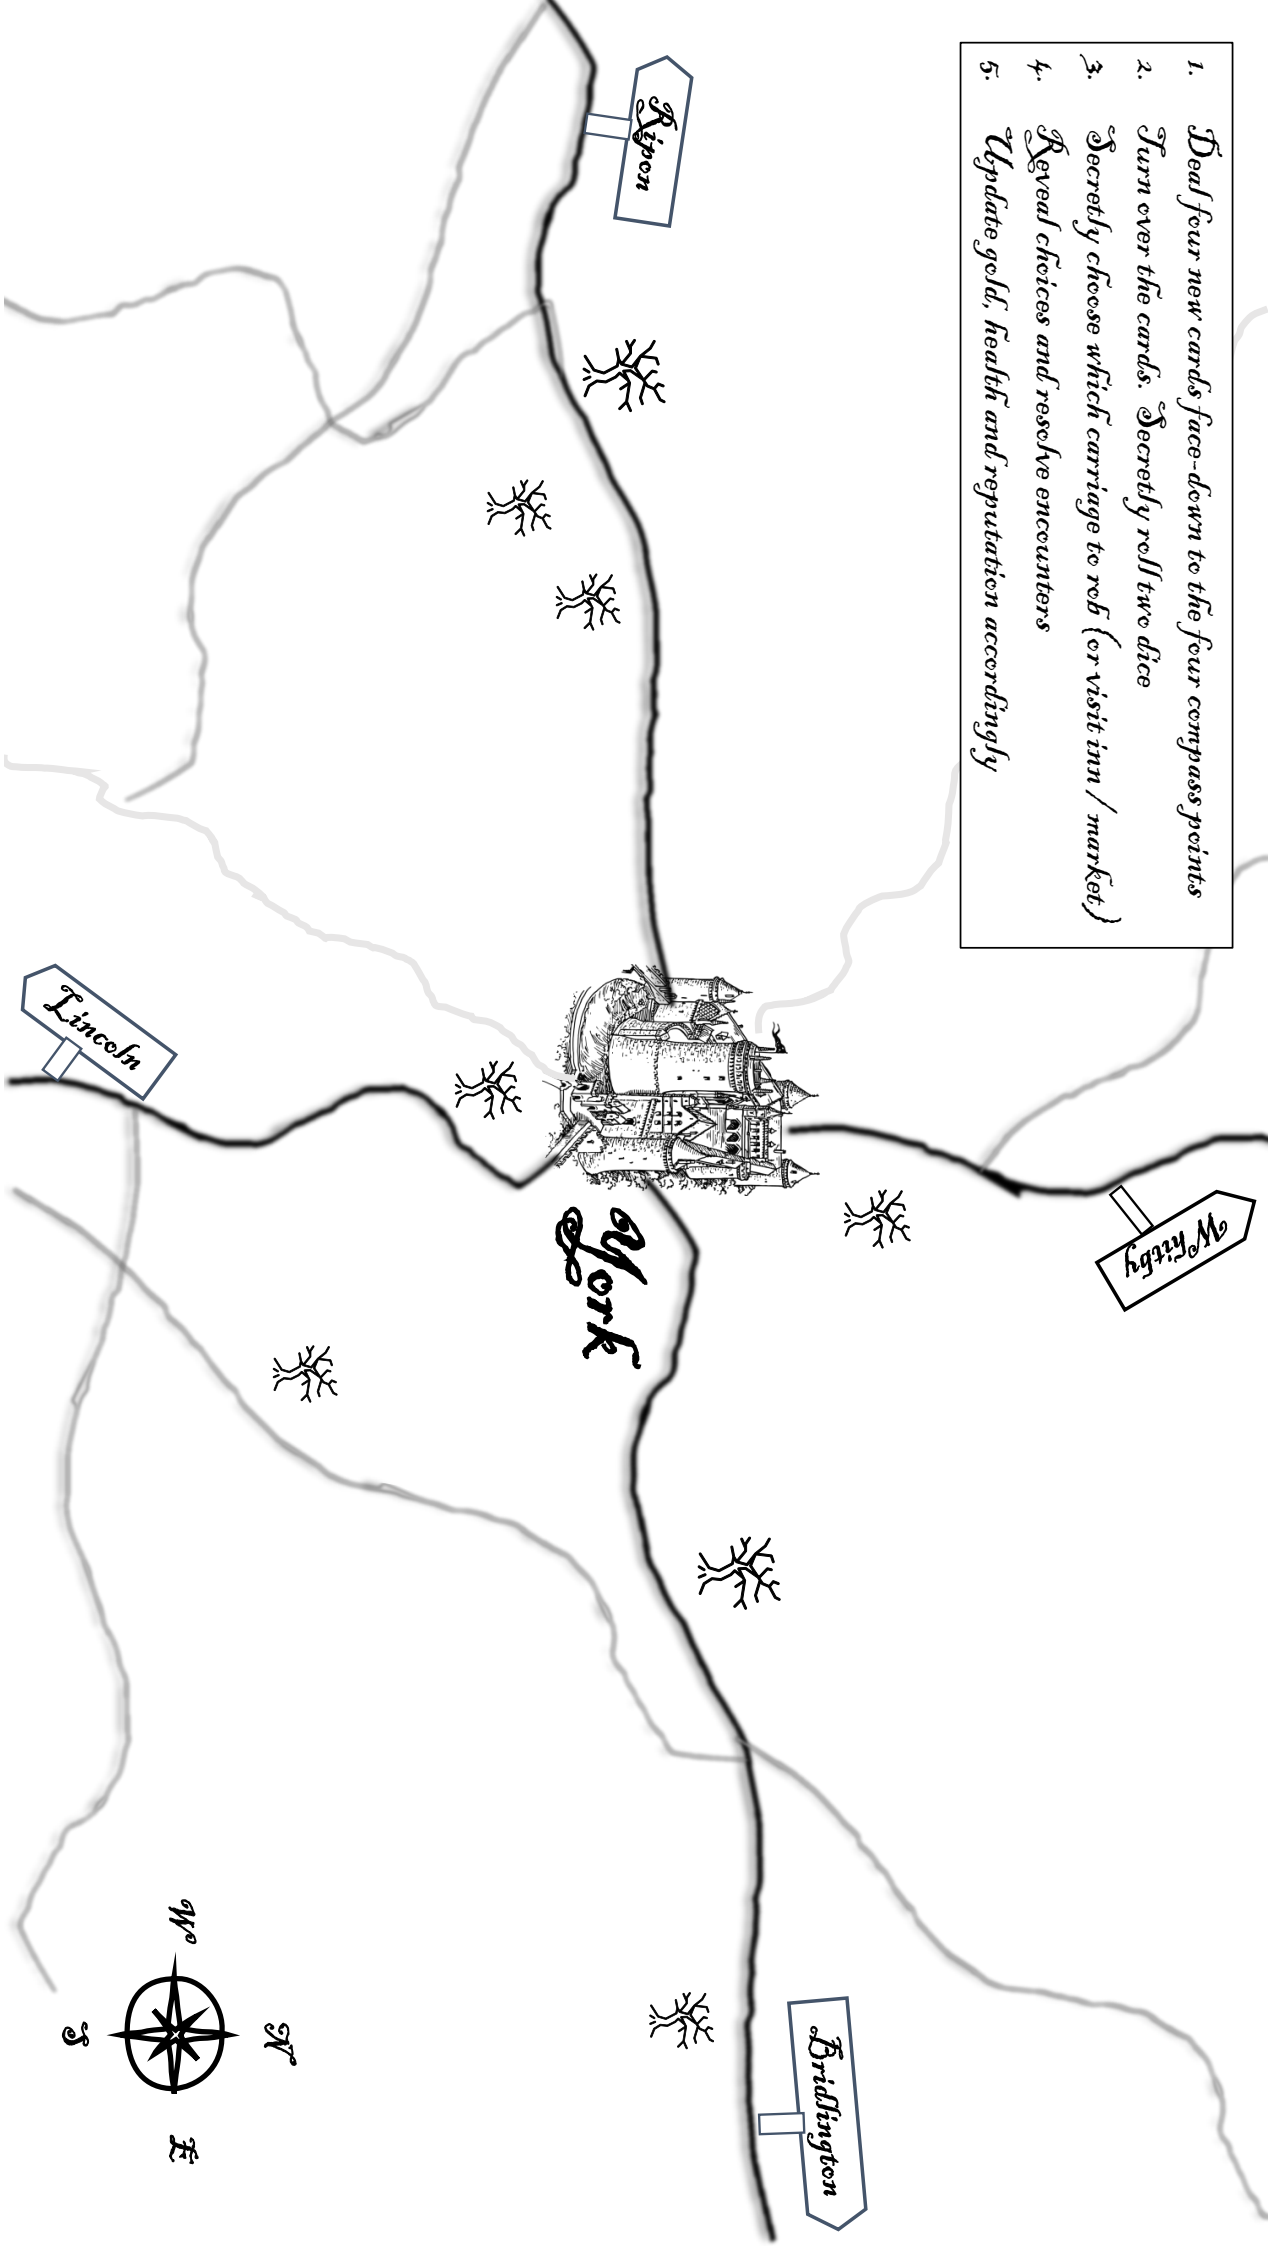 1. Deal four new cards face-down to the four compass points
2. Turn over the cards. Secretly roll two dice
3. Secretly choose which carriage to rob (or visit inn / market)
4. Reveal choices and resolve encounters
5. Update gold, health and reputation accordingly
Whitby
Ripon
York
Bridlington
Lincoln
N
W
E
S